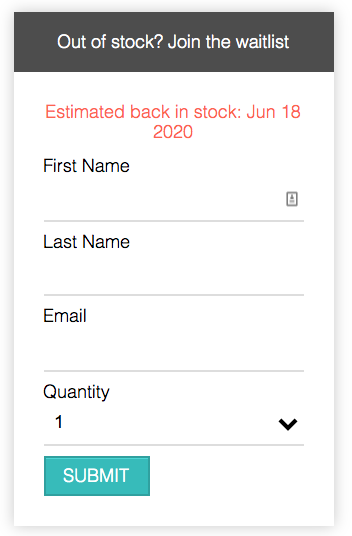 Out of stock? Join the waitlist
Estimated back in stock: Jun 18
2020
First Name
Last Name
Email
Quantity
1
SUBMIT